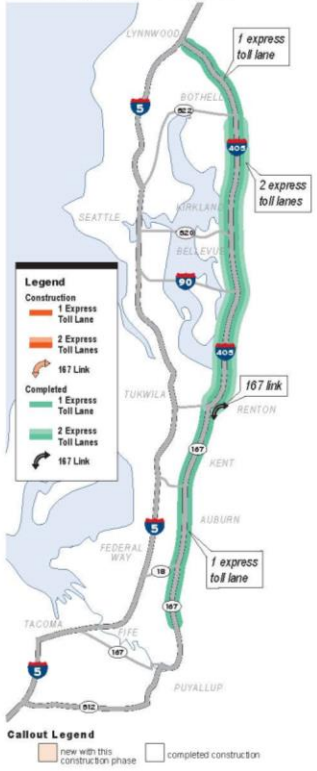 LYNNWOOD
1 express
toll lane
BOTHELL
5
522
405
2 express
toll lanes
KIRKLAND
SEATTLE
520
BELLEVUE
90
Legend
Construction
1 Express
Toll Lane
2 Express
Toll Lanes
167 Link
Completed
1 Express
Toll Lane
2 Express
Toll Lanes
167 Link
405
167 link
TUKWILA
RENTON
167
KENT
AUBURN
5
FEDERAL
WAY
1 express
toll lane
18
167
TACOMA
FIFE
167
5
PUYALLUP
512
Callout Legend
new with this
construction phase
completed construction